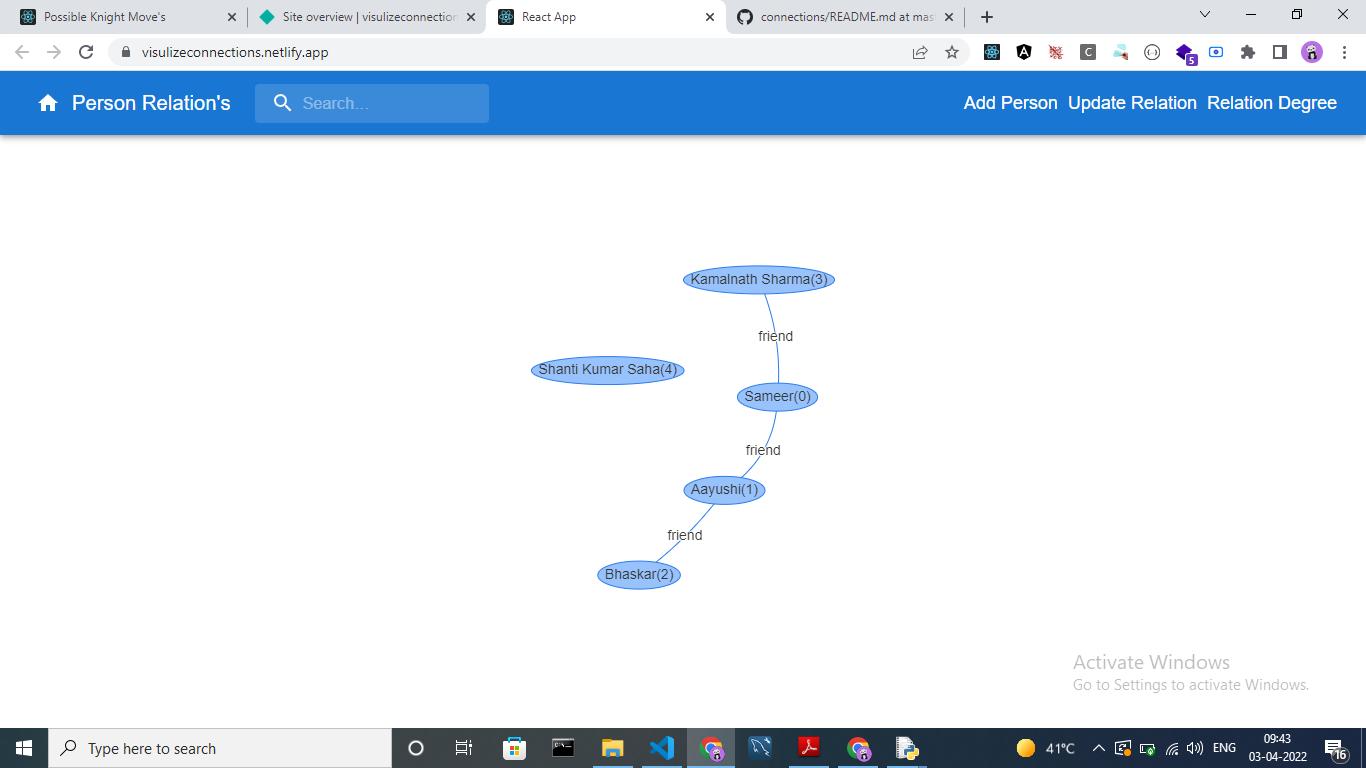 Possible Knight Move's
Site overview | visulizeconnection
React App
connections/README.md at mas
visulizeconnections.netlify.app
C
5
Person Relation's
Search...
Add Person Update Relation Relation Degree
Kamalnath Sharma(3)
friend
Shanti Kumar Saha(4)
Sameer(0)
friend
Aayushi(1)
friend
Bhaskar(2)
Activate Windows
Go to Settings to activate Windows.
Type here to search
41°C
ENG
09:43
03-04-2022
16